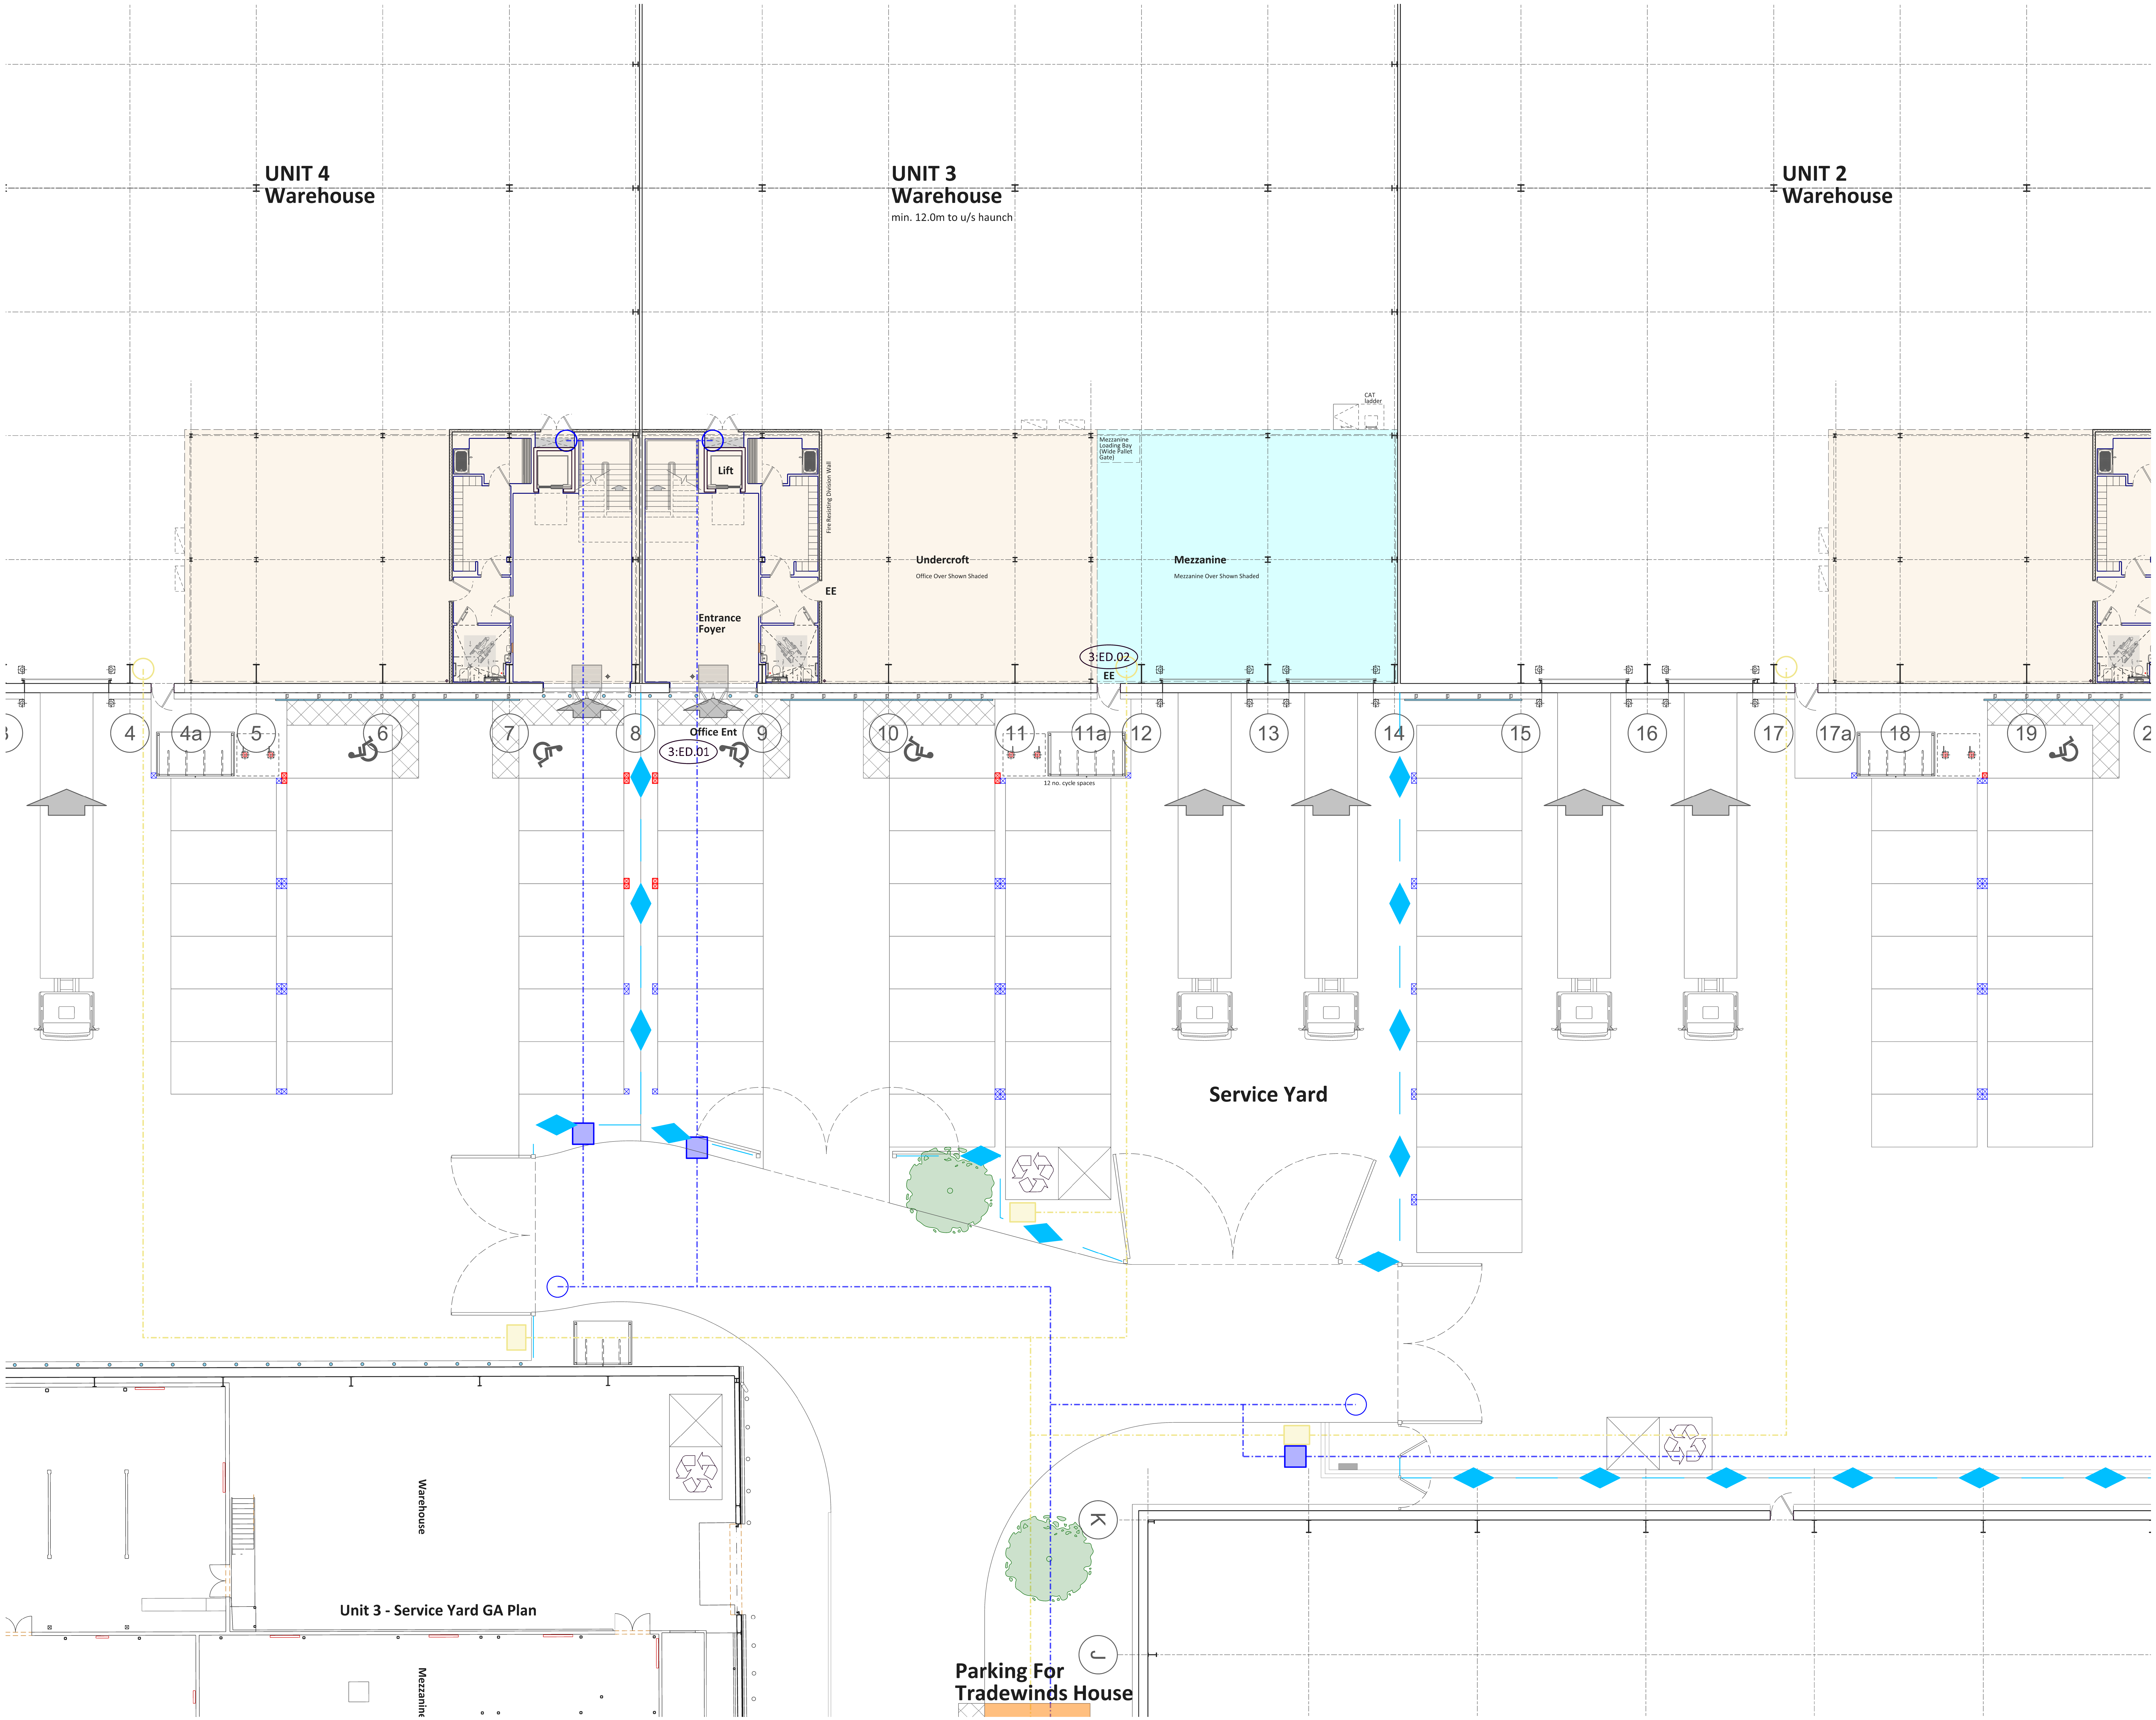 UNIT 4
Warehouse
UNIT 3
Warehouse
min. 12.0m to u/s haunch
UNIT 2
Warehouse
CAT
ladder
Mezzanine
Loading Bay
(Wide Pallet
Gate)
Lift
Fire Resisting Division Wall
Undercroft
Office Over Shown Shaded
Mezzanine
Mezzanine Over Shown Shaded
EE
Entrance
Foyer
3:ED.02
EE
4
4a
5
6
7
8
9
10
11
11a
12
13
14
15
16
17
17a
18
19
Office Ent
3:ED.01
12 no. cycle spaces
Service Yard
Warehouse
K
Unit 3 - Service Yard GA Plan
J
Mezzanine
Parking For
Tradewinds House